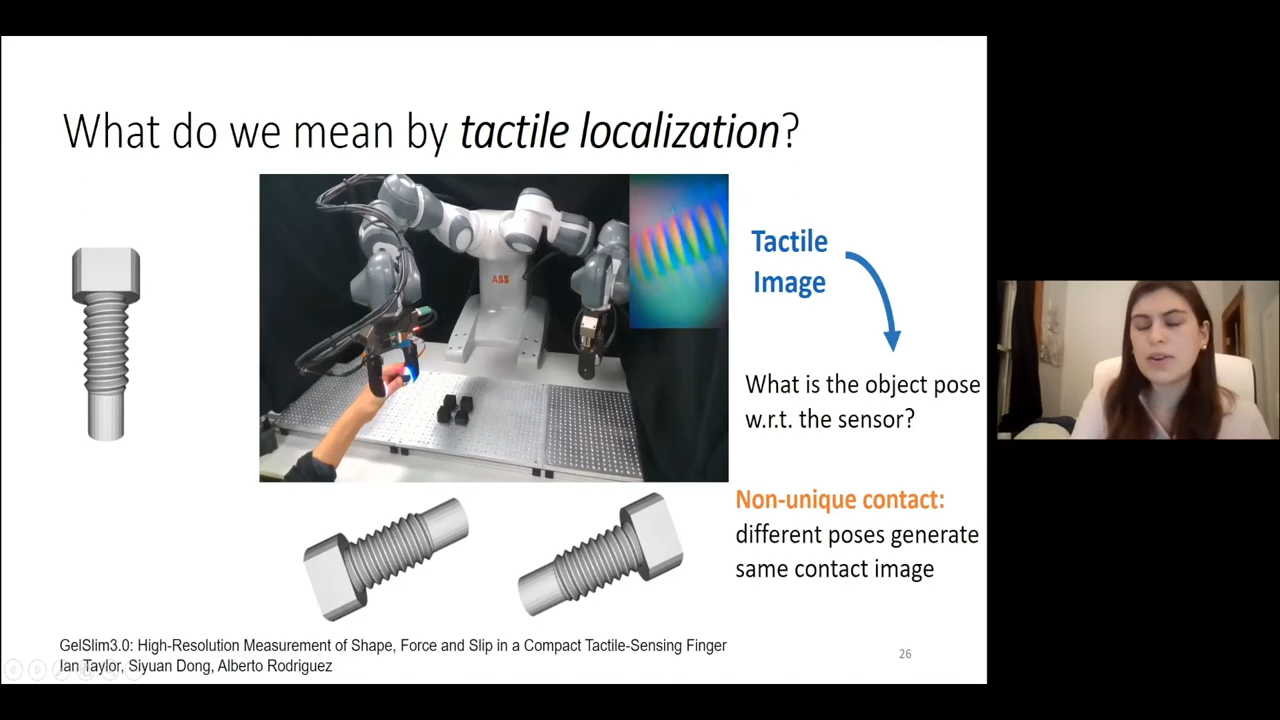 What do we mean by tactile localization?
ABB
Tactile
Image
What is the object pose
w.r.t. the sensor?
Non-unique contact:
different poses generate
same contact image
GelSlim3.0: High-Resolution Measurement of Shape, Force and Slip in a Compact Tactile-Sensing Finger
Ian Taylor, Siyuan Dong, Alberto Rodriguez
26